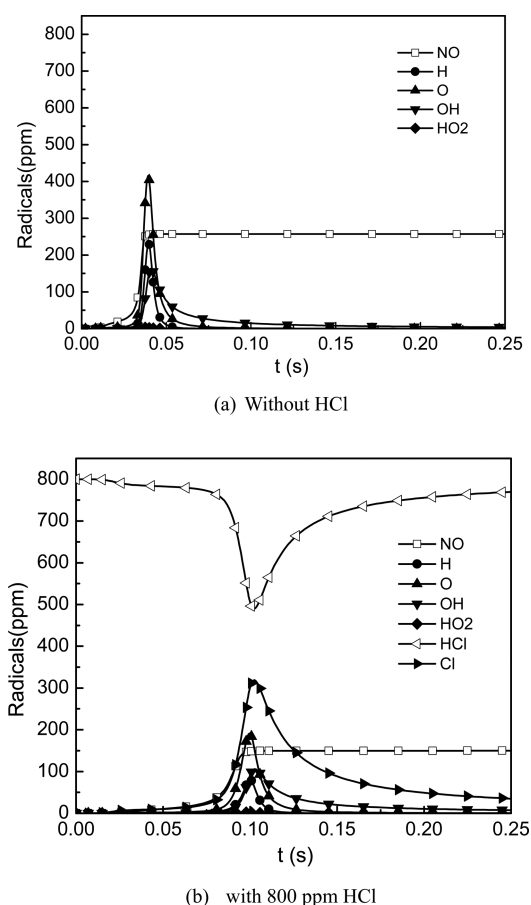 800
700
600
500
400
300
200
100
0
Radicals(ppm)
NO
H
O
OH
HO2
0.00 0.05 0.10 0.15 0.20 0.25
t (s)
(a) Without HCl
800
700
600
500
400
300
200
100
0
Radicals(ppm)
NO
H
O
OH
HO2
HCl
Cl
0.00 0.05 0.10 0.15 0.20 0.25
t (s)
(b) with 800 ppm HCl